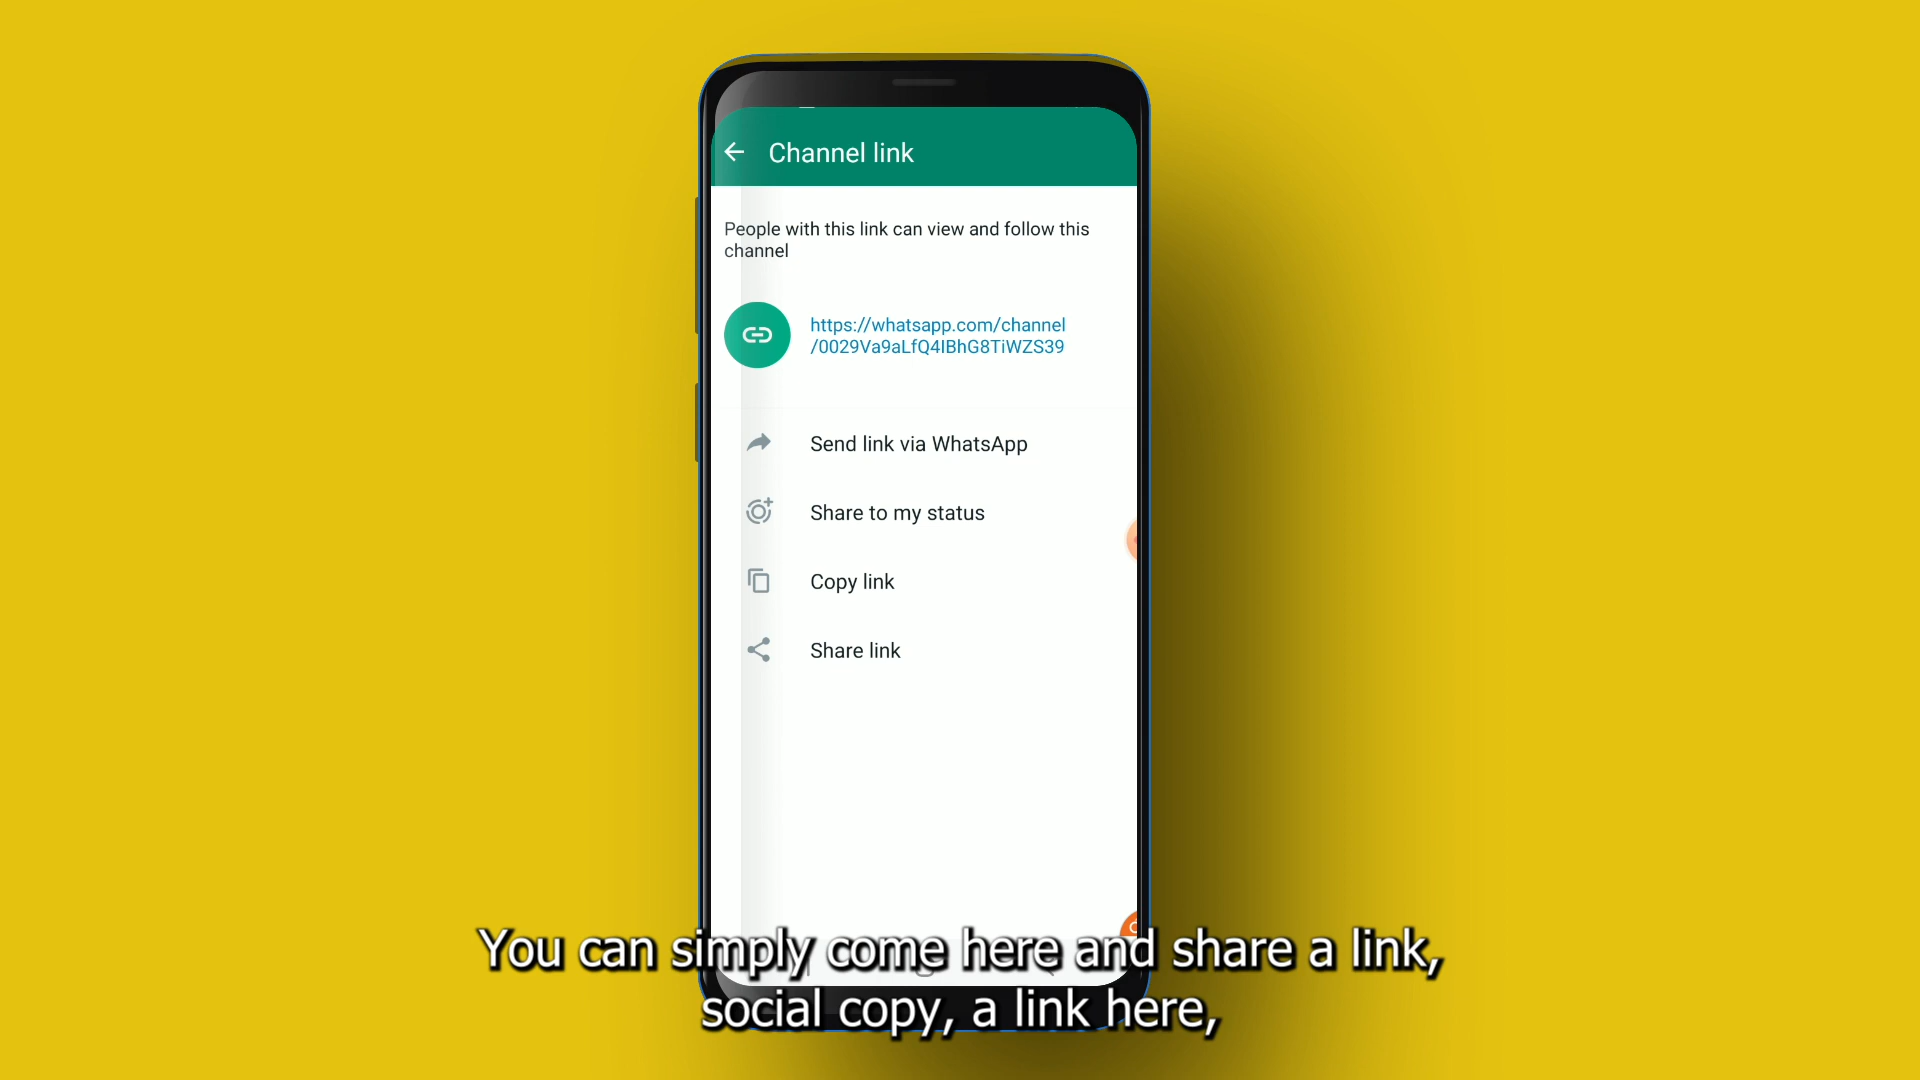 Channel link
People with this link can view and follow this
channel
https://whatsapp.com/channel
/0029Va9aLfQ4IBhG8TiWZS39
Send link via WhatsApp
Share to my status
Copy link
Share link
You can simply come here and share a link,
social copy, a link here,